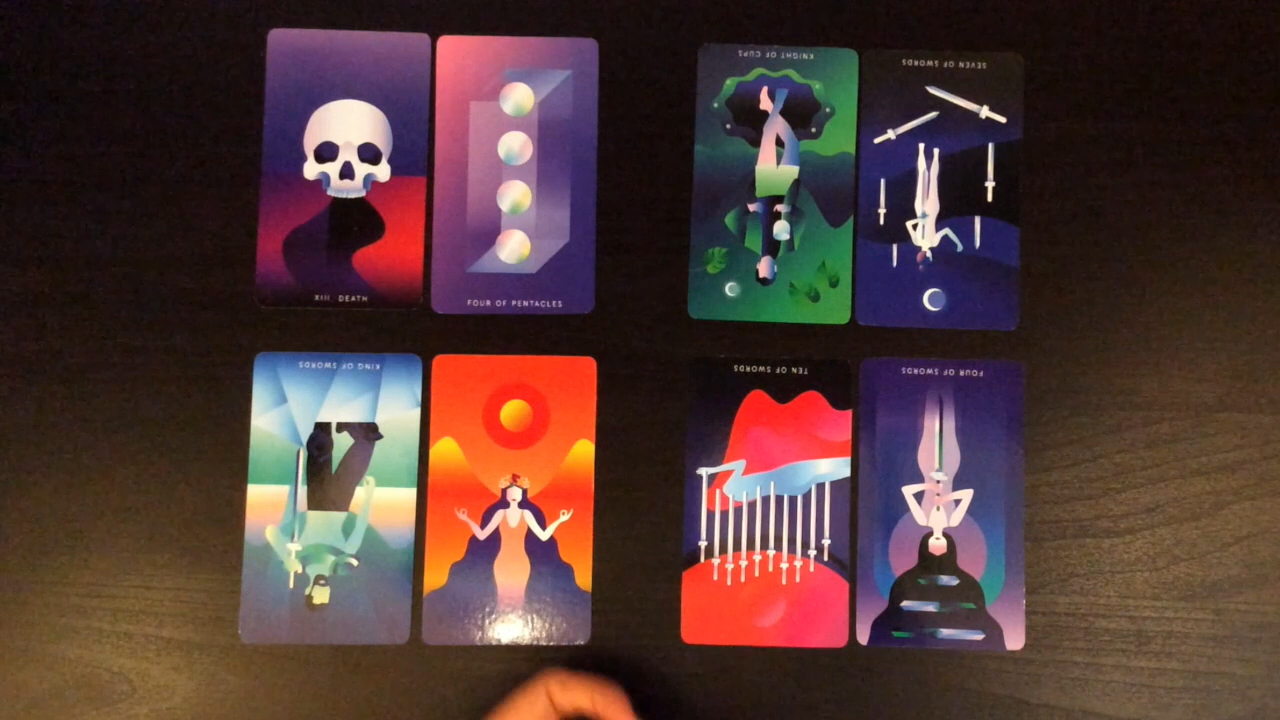 XIII. DEATH
FOUR OF PENTACLES
KNIGHT OF CUPS
SEVEN OF SWORDS
KING OF SWORDS
TEN OF SWORDS
FOUR OF SWORDS